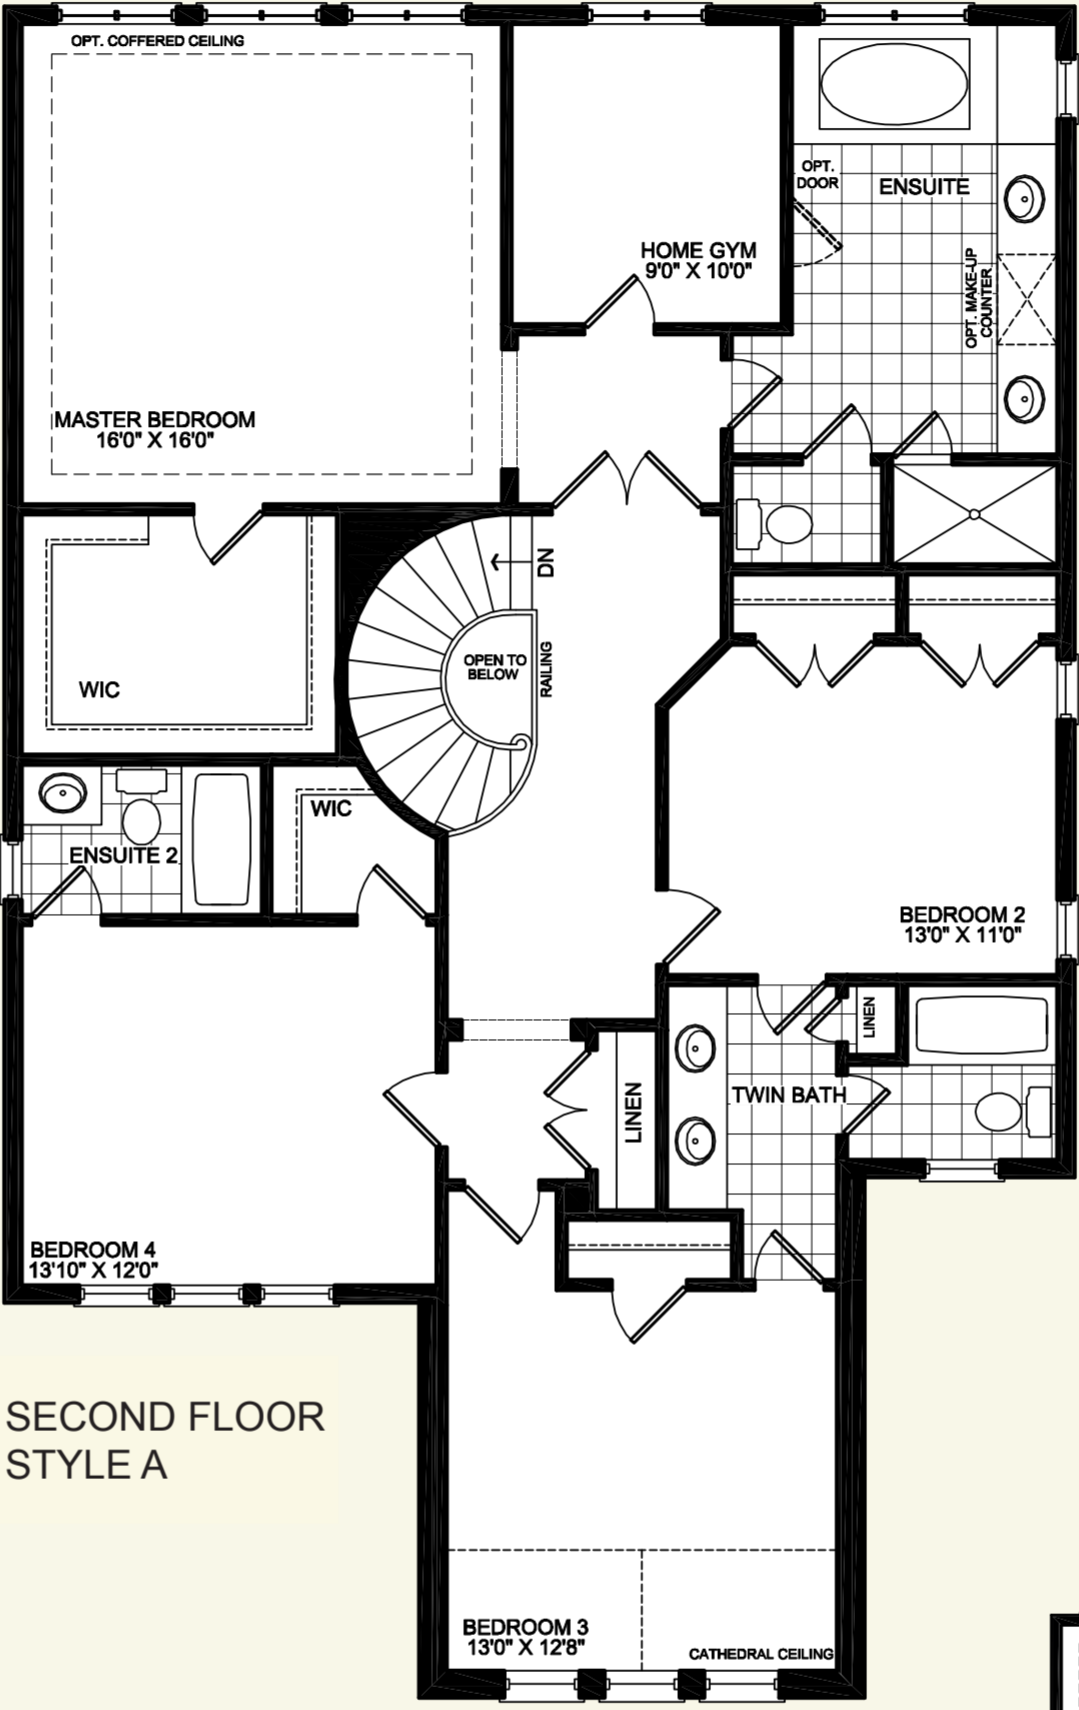 OPT. COFFERED CEILING
OPT.
DOOR
ENSUITE
HOME GYM
9'0" X 10'0"
OPT. MAKE-UP
COUNTER
MASTER BEDROOM
16'0" X 16'0"
DN
OPEN TO
BELOW
RAILING
WIC
WIC
ENSUITE 2
BEDROOM 2
13'0" X 11'0"
LINEN
TWIN BATH
LINEN
BEDROOM 4
13'10" X 12'0"
SECOND FLOOR
STYLE A
BEDROOM 3
13'0" X 12'8"
CATHEDRAL CEILING